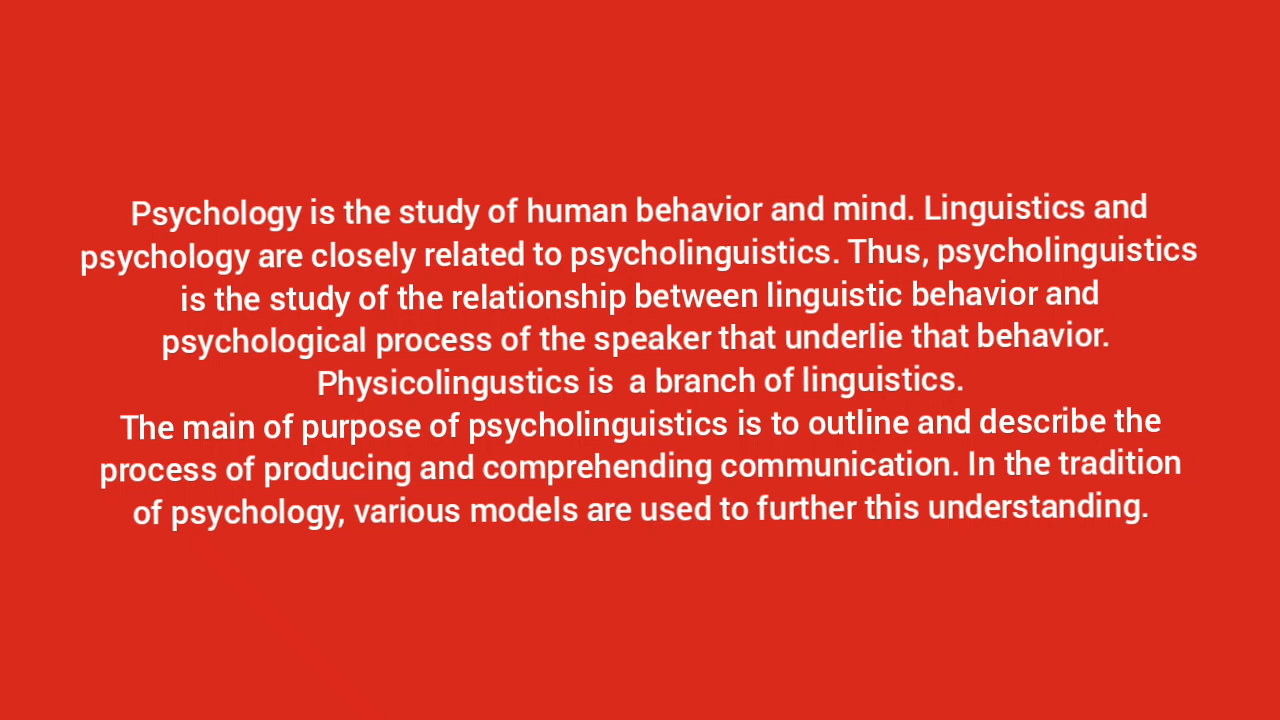 Psychology is the study of human behavior and mind. Linguistics and
psychology are closely related to psycholinguistics. Thus, psycholinguistics
is the study of the relationship between linguistic behavior and
psychological process of the speaker that underlie that behavior.
Physicolingustics is  a branch of linguistics.
The main of purpose of psycholinguistics is to outline and describe the
process of producing and comprehending communication. In the tradition
of psychology, various models are used to further this understanding.